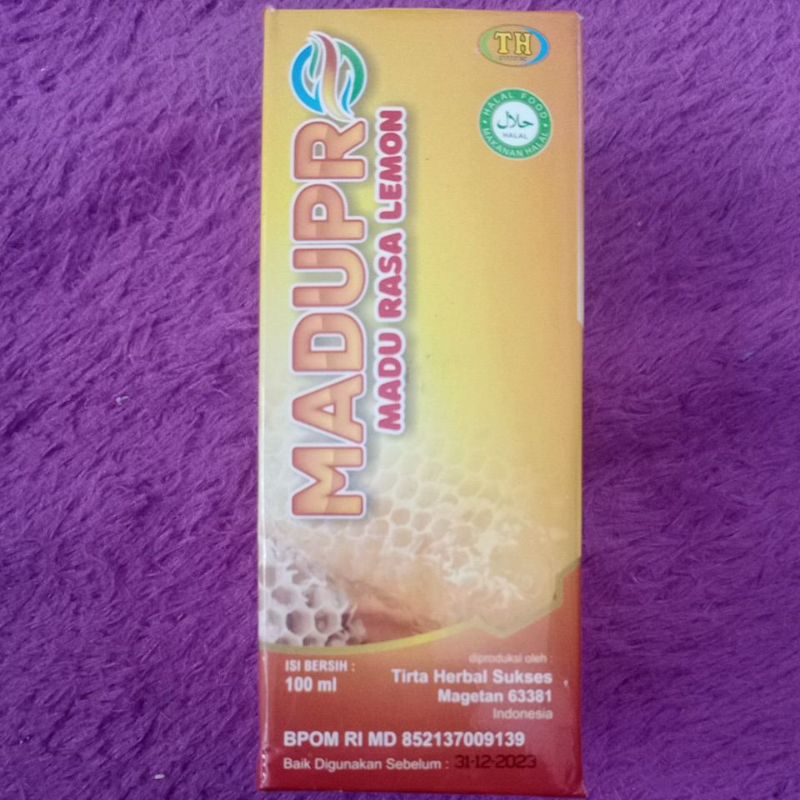 TH
HALAL FOOD
حلال
HALAL
MAKANAN HALAL
MADUPRO
MADU RASA LEMON
ISI BERSIH :
100 ml
diproduksi oleh :
Tirta Herbal Sukses
Magetan 63381
Indonesia
BPOM RI MD 852137009139
Baik Digunakan Sebelum : 31-12-2023